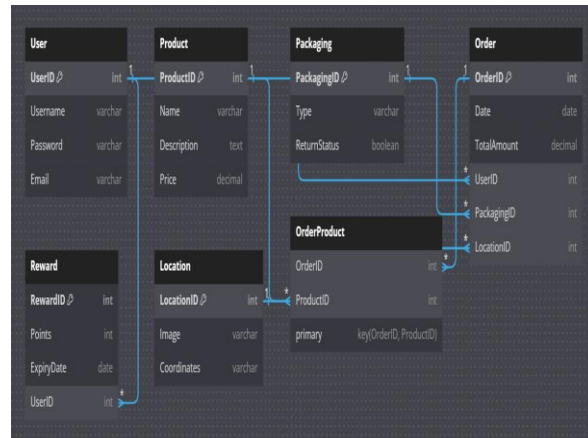 User
UserID int
Username varchar
Password varchar
Email varchar
Product
ProductID int
Name varchar
Description text
Price decimal
Packaging
PackagingID int
Type varchar
ReturnStatus boolean
Order
OrderID int
Date date
TotalAmount decimal
UserID int
PackagingID int
LocationID int
Reward
RewardID int
Points int
ExpiryDate date
UserID int
Location
LocationID int
Image varchar
Coordinates varchar
OrderProduct
OrderID int
ProductID int
primary key(OrderID, ProductID)
1
1
1
1
1
*
*
*
*
*
*